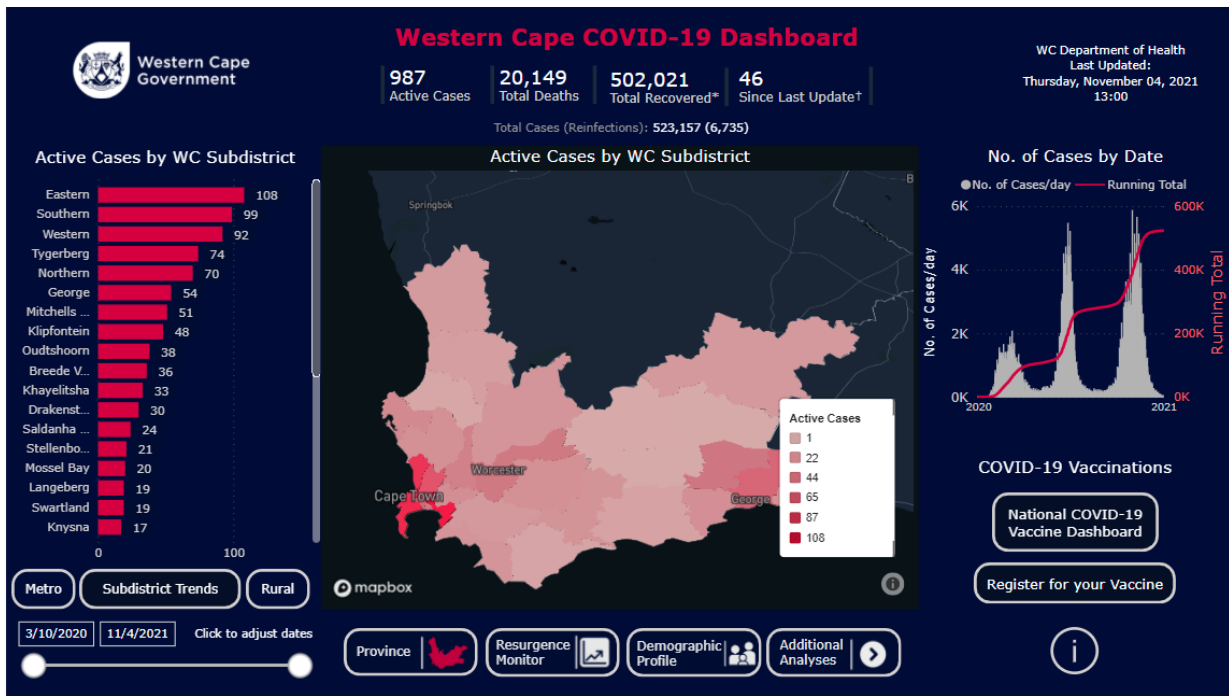 Western Cape
Government
Western Cape COVID-19 Dashboard
987
Active Cases
20,149
Total Deaths
502,021
Total Recovered*
46
Since Last Update†
Total Cases (Reinfections): 523,157 (6,735)
WC Department of Health
Last Updated:
Thursday, November 04, 2021
13:00
Active Cases by WC Subdistrict
Eastern 108
Southern 99
Western 92
Tygerberg 74
Northern 70
George 54
Mitchells ... 51
Klipfontein 48
Oudtshoorn 38
Breede V... 36
Khayelitsha 33
Drakenst... 30
Saldanha ... 24
Stellenbo... 21
Mossel Bay 20
Langeberg 19
Swartland 19
Knysna 17
0 100
Metro
Subdistrict Trends
Rural
3/10/2020 11/4/2021 Click to adjust dates
Active Cases by WC Subdistrict
Springbok
B
Worcester
Cape Town
George
Active Cases
1
22
44
65
87
108
mapbox
Province
Resurgence
Monitor
Demographic
Profile
Additional
Analyses
No. of Cases by Date
No. of Cases/day Running Total
6K 600K
4K 400K
2K 200K
0K 0K
2020 2021
No. of Cases/day
Running Total
COVID-19 Vaccinations
National COVID-19
Vaccine Dashboard
Register for your Vaccine
i